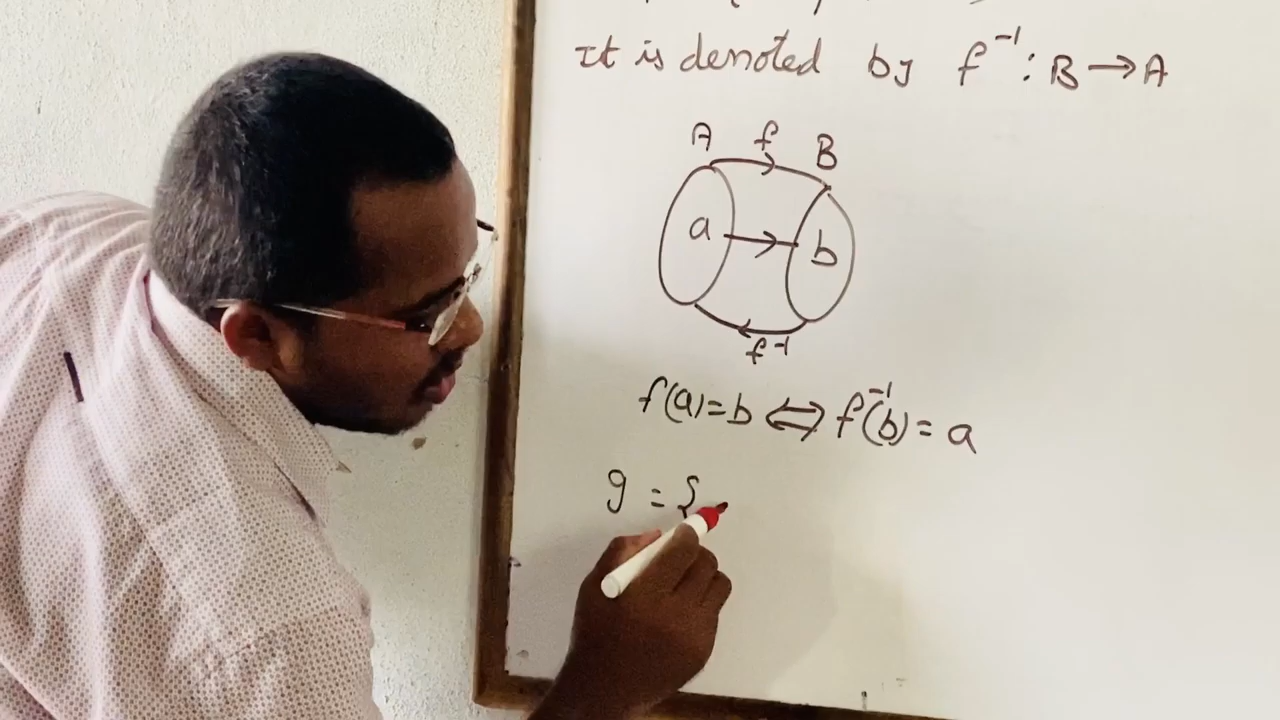 It is denoted by f⁻¹: B → A
A f B
a → b
f⁻¹
f(a) = b ⇔ f⁻¹(b) = a
g = {